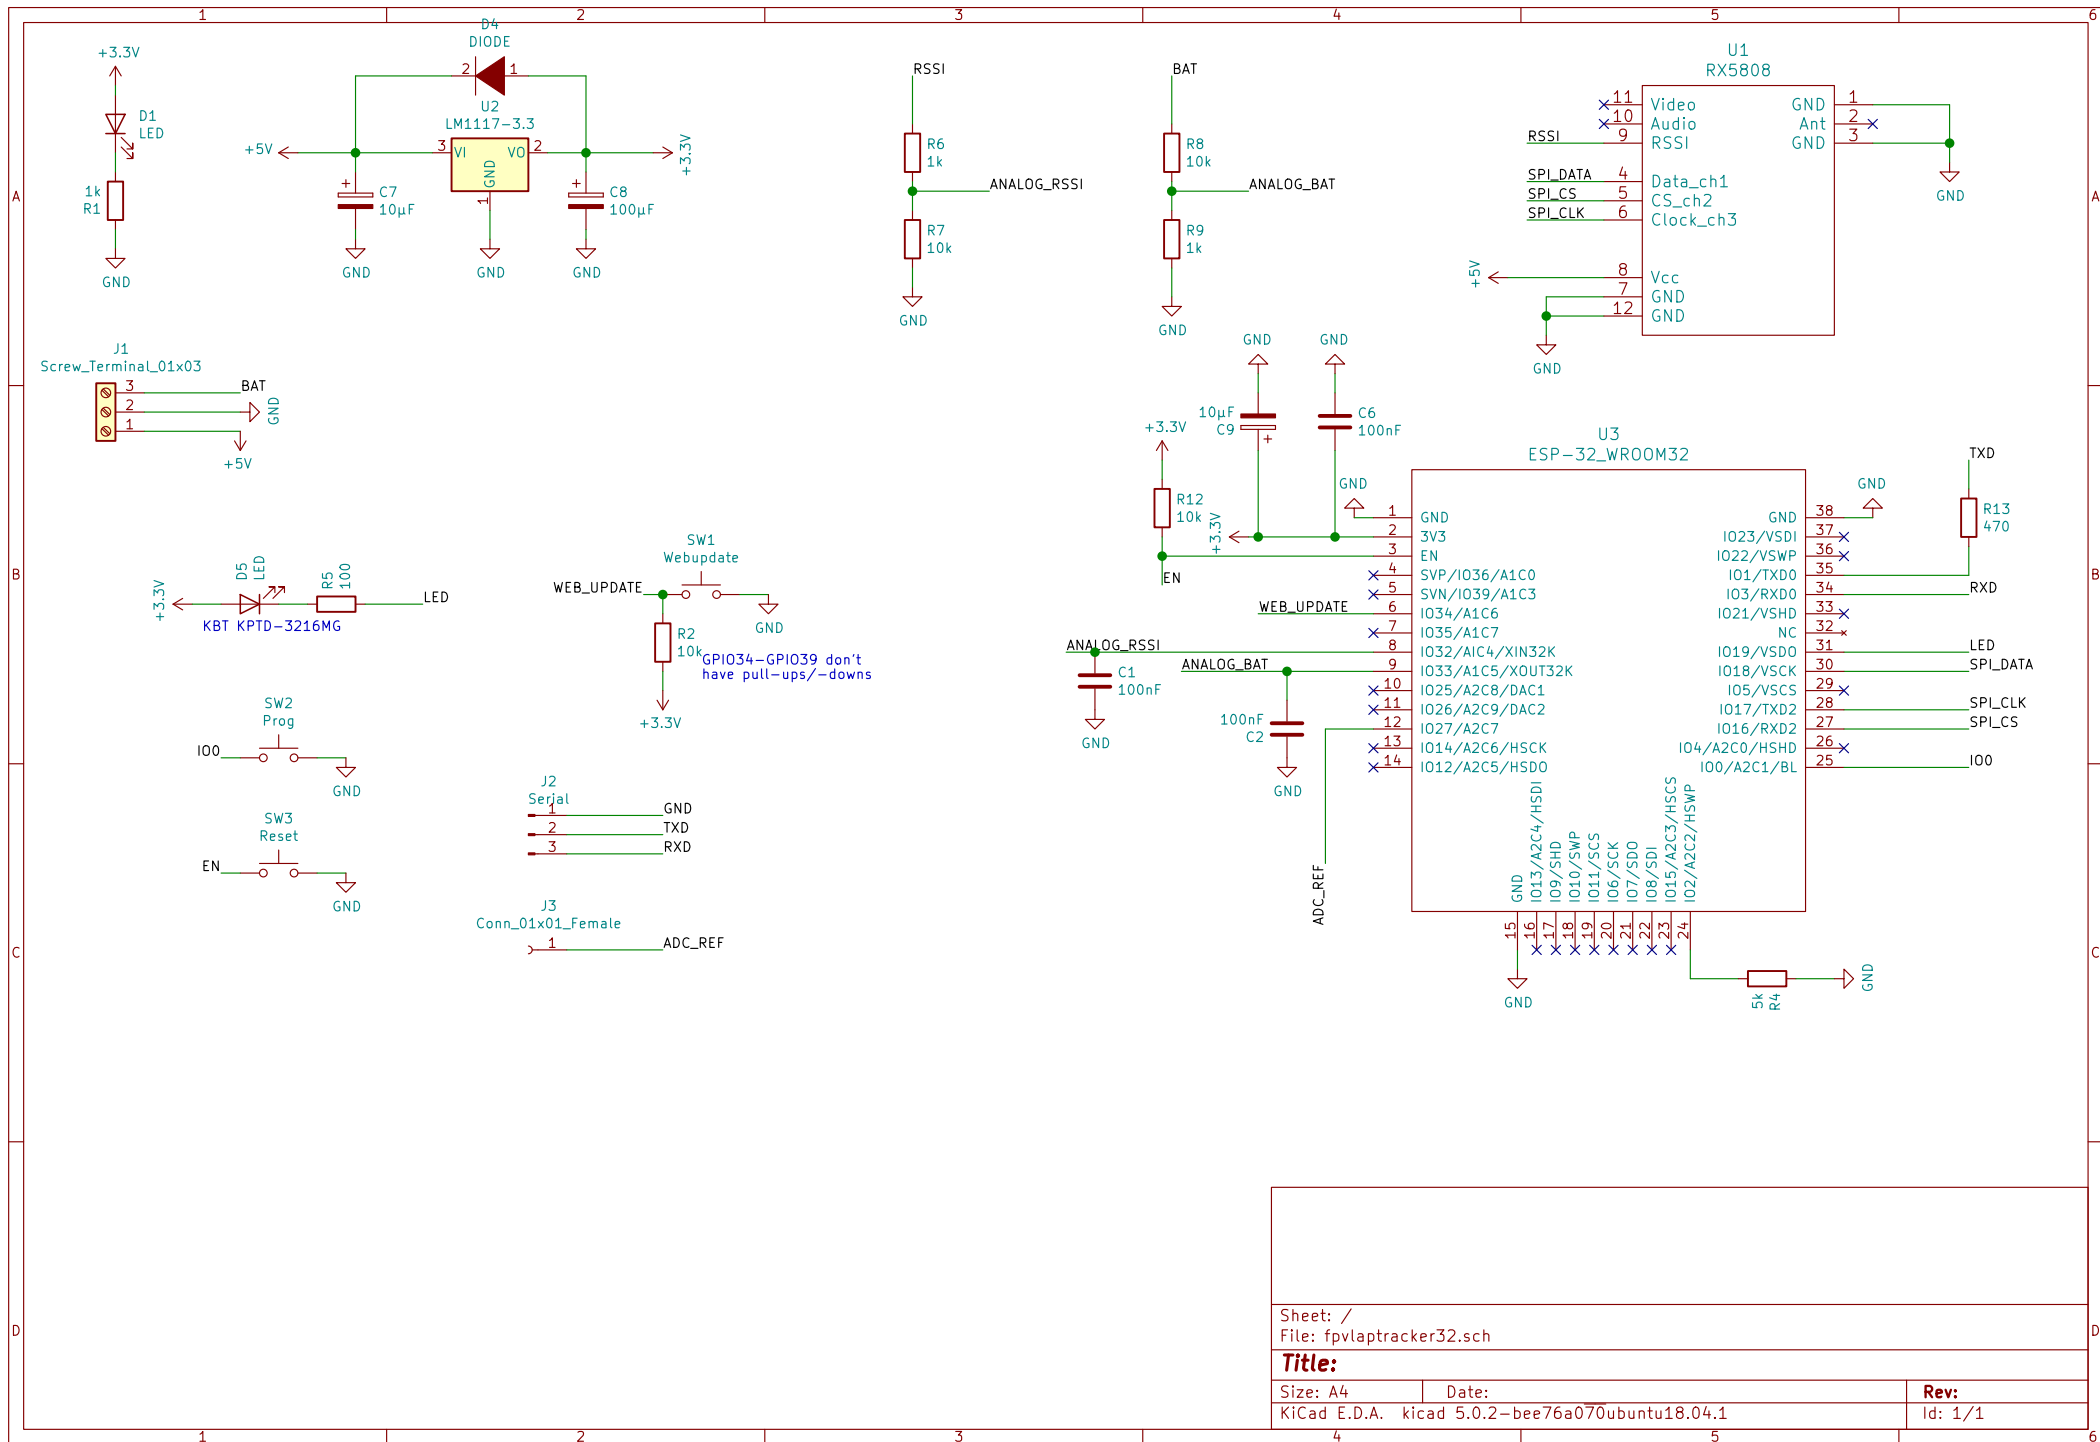 1 2 3 4 5 6
A
B
C
D
+3.3V
D1
LED
1k
R1
GND
D4
DIODE
2 1
U2
LM1117-3.3
+5V
3 VI VO 2
GND
1
+3.3V
C7
10µF
C8
100µF
GND
GND
GND
RSSI
R6
1k
ANALOG_RSSI
R7
10k
GND
BAT
R8
10k
ANALOG_BAT
R9
1k
GND
U1
RX5808
11 Video
10 Audio
RSSI 9 RSSI
SPI_DATA 4 Data_ch1
SPI_CS 5 CS_ch2
SPI_CLK 6 Clock_ch3
+5V 8 Vcc
7 GND
12 GND
GND 1
Ant 2
GND 3
GND
GND
J1
Screw_Terminal_01x03
3 BAT
2 GND
1
+5V
+3.3V
D5
LED
R5
100
LED
KBT KPTD-3216MG
SW1
Webupdate
WEB_UPDATE
GND
R2
10k
GPIO34-GPIO39 don't
have pull-ups/-downs
+3.3V
SW2
Prog
IO0
GND
SW3
Reset
EN
GND
J2
Serial
1 GND
2 TXD
3 RXD
J3
Conn_01x01_Female
1 ADC_REF
GND
GND
10µF
C9
C6
100nF
+3.3V
R12
10k
+3.3V
GND
EN
WEB_UPDATE
ANALOG_RSSI
C1
100nF
GND
ANALOG_BAT
100nF
C2
GND
ADC_REF
U3
ESP-32_WROOM32
1 GND
2 3V3
3 EN
4 SVP/IO36/A1C0
5 SVN/IO39/A1C3
6 IO34/A1C6
7 IO35/A1C7
8 IO32/AIC4/XIN32K
9 IO33/A1C5/XOUT32K
10 IO25/A2C8/DAC1
11 IO26/A2C9/DAC2
12 IO27/A2C7
13 IO14/A2C6/HSCK
14 IO12/A2C5/HSDO
GND 38
IO23/VSDI 37
IO22/VSWP 36
IO1/TXD0 35
IO3/RXD0 34
IO21/VSHD 33
NC 32
IO19/VSDO 31
IO18/VSCK 30
IO5/VSCS 29
IO17/TXD2 28
IO16/RXD2 27
IO4/A2C0/HSHD 26
IO0/A2C1/BL 25
GND
TXD
R13
470
RXD
LED
SPI_DATA
SPI_CLK
SPI_CS
IO0
15 GND
16 IO13/A2C4/HSDI
17 IO9/SHD
18 IO10/SWP
19 IO11/SCS
20 IO6/SCK
21 IO7/SDO
22 IO8/SDI
23 IO15/A2C3/HSCS
24 IO2/A2C2/HSWP
GND
5k
R4
GND
Sheet: /
File: fpvlaptracker32.sch
Title:
Size: A4 Date: Rev:
KiCad E.D.A. kicad 5.0.2-bee76a070ubuntu18.04.1 Id: 1/1
A
B
C
D
1 2 3 4 5 6